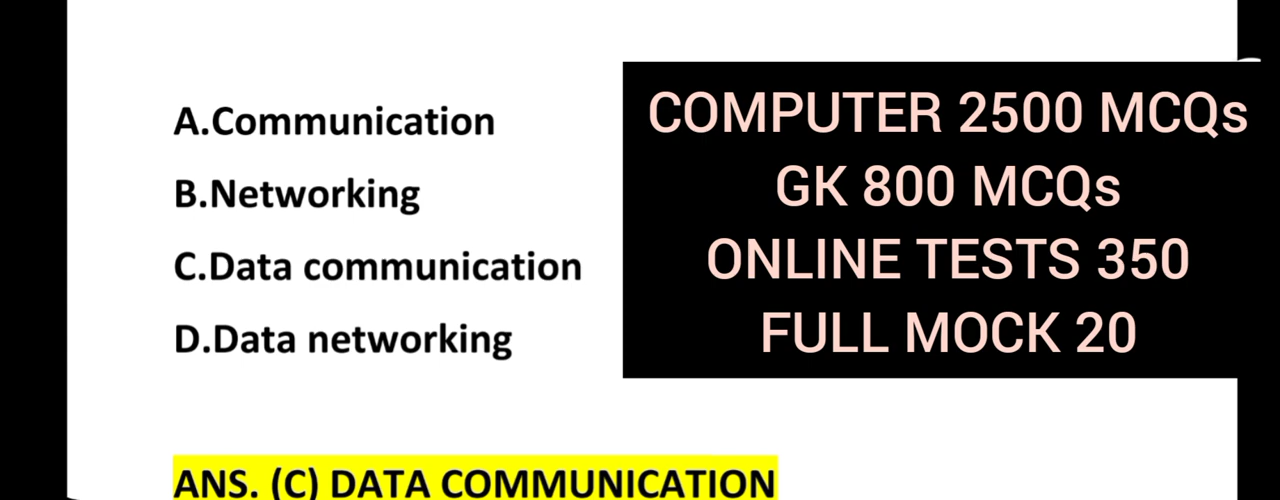 A.Communication
B.Networking
C.Data communication
D.Data networking
ANS. (C) DATA COMMUNICATION
COMPUTER 2500 MCQs
GK 800 MCQs
ONLINE TESTS 350
FULL MOCK 20